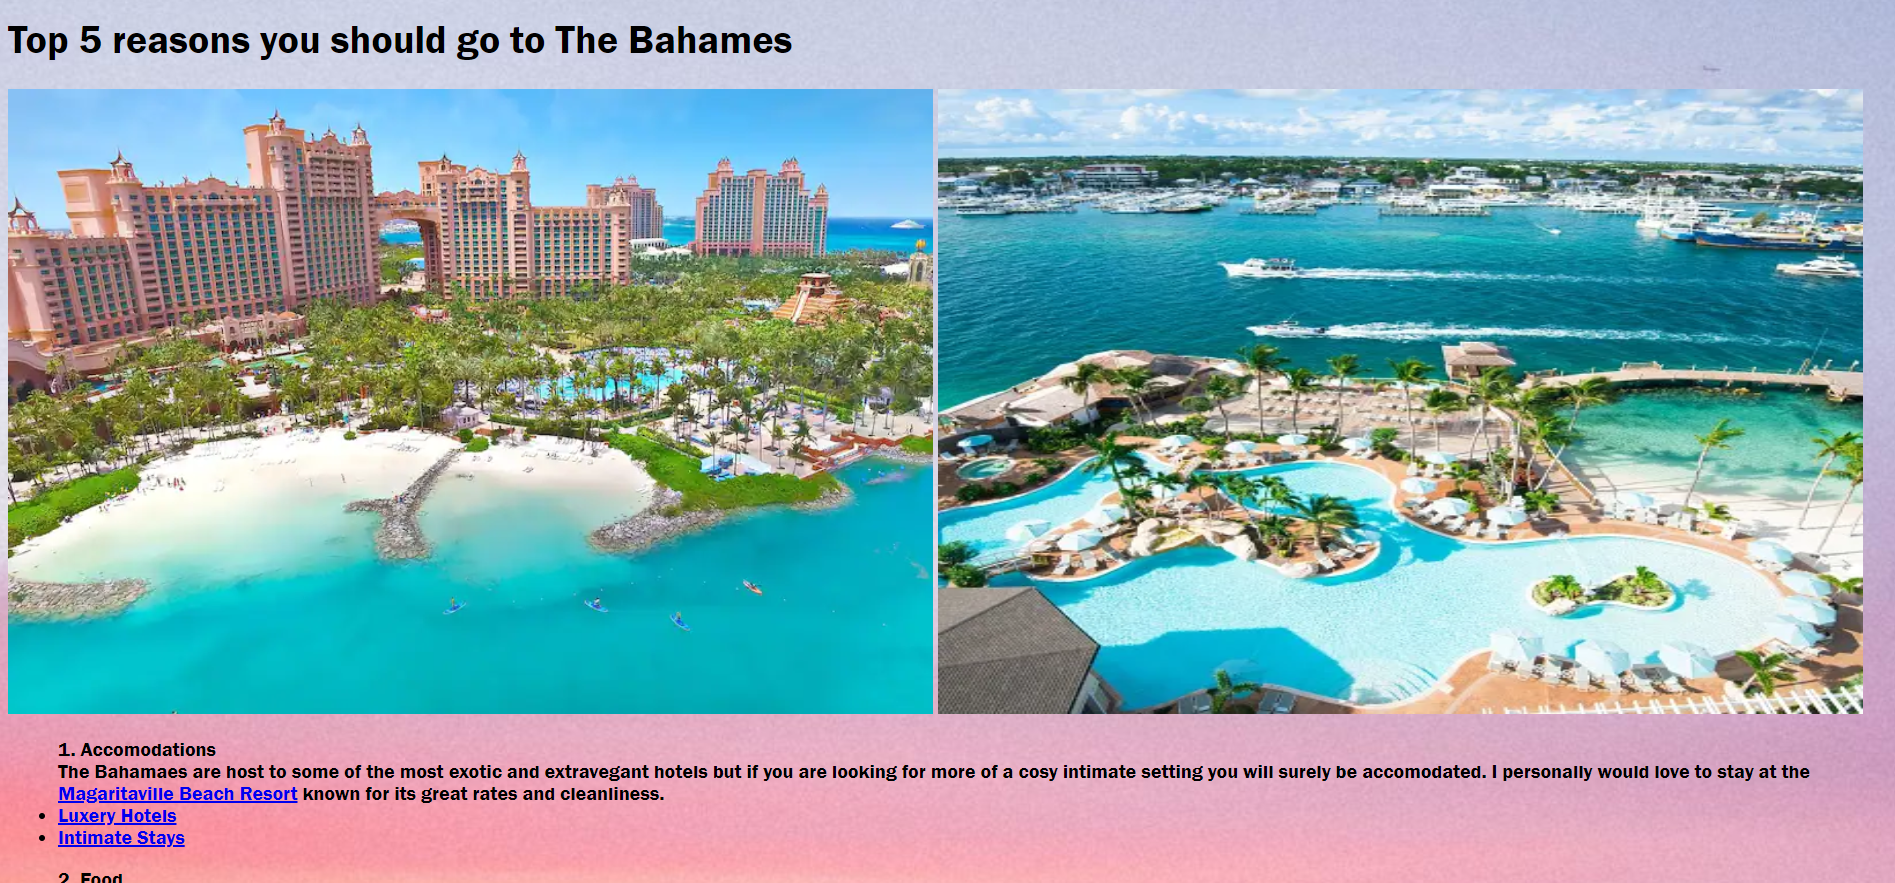 Top 5 reasons you should go to The Bahames
1. Accomodations
The Bahamaes are host to some of the most exotic and extravegant hotels but if you are looking for more of a cosy intimate setting you will surely be accomodated. I personally would love to stay at the
Magaritaville Beach Resort known for its great rates and cleanliness.
Luxery Hotels
Intimate Stays
2. Food